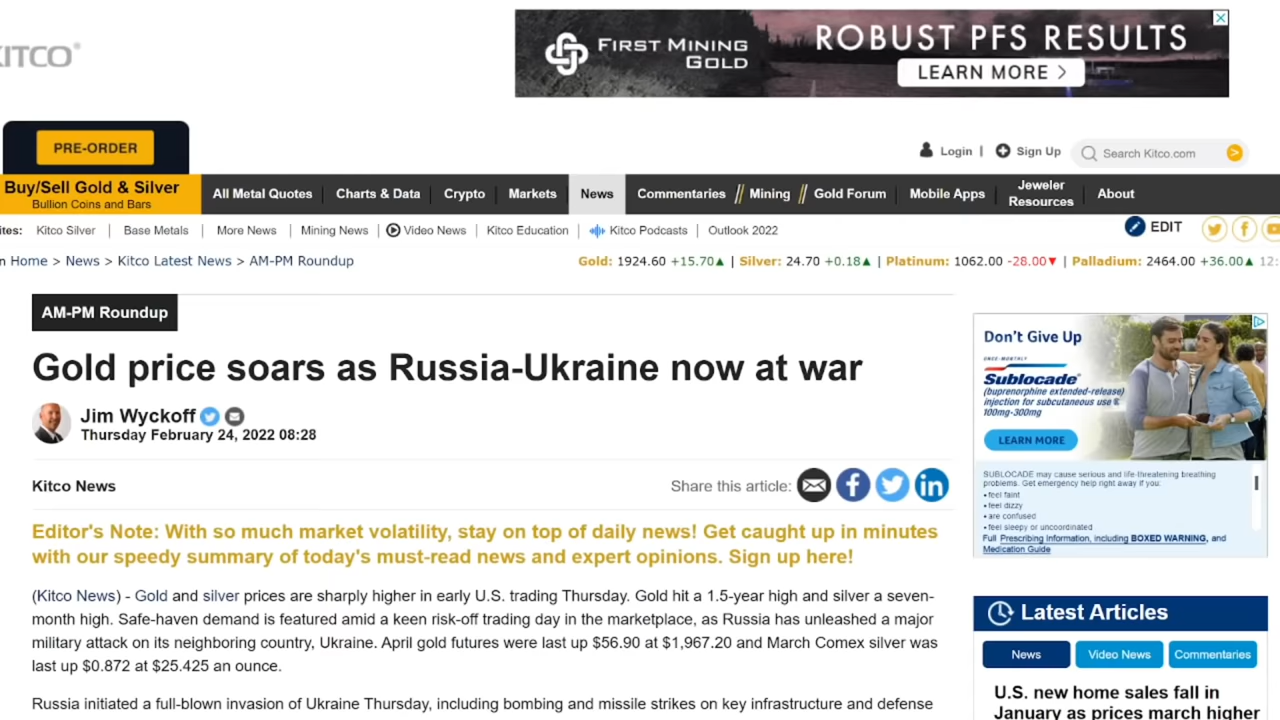 KITCO®
FIRST MINING
GOLD
ROBUST PFS RESULTS
LEARN MORE >
PRE-ORDER
Login | Sign Up
Search Kitco.com
Buy/Sell Gold & Silver
Bullion Coins and Bars
All Metal Quotes
Charts & Data
Crypto
Markets
News
Commentaries // Mining // Gold Forum
Mobile Apps
Jeweler
Resources
About
ites: Kitco Silver | Base Metals | More News | Mining News | Video News | Kitco Education | Kitco Podcasts | Outlook 2022
EDIT
n Home > News > Kitco Latest News > AM-PM Roundup
Gold: 1924.60 +15.70▲ | Silver: 24.70 +0.18▲ | Platinum: 1062.00 -28.00▼ | Palladium: 2464.00 +36.00▲ 12:
AM-PM Roundup
Gold price soars as Russia-Ukraine now at war
Jim Wyckoff
Thursday February 24, 2022 08:28
Kitco News
Share this article:
Editor's Note: With so much market volatility, stay on top of daily news! Get caught up in minutes
with our speedy summary of today's must-read news and expert opinions. Sign up here!
(Kitco News) - Gold and silver prices are sharply higher in early U.S. trading Thursday. Gold hit a 1.5-year high and silver a seven-
month high. Safe-haven demand is featured amid a keen risk-off trading day in the marketplace, as Russia has unleashed a major
military attack on its neighboring country, Ukraine. April gold futures were last up $56.90 at $1,967.20 and March Comex silver was
last up $0.872 at $25.425 an ounce.
Russia initiated a full-blown invasion of Ukraine Thursday, including bombing and missile strikes on key infrastructure and defense
Don't Give Up
ONCE-MONTHLY
Sublocade®
(buprenorphine extended-release)
injection for subcutaneous use ℞
100mg·300mg
LEARN MORE
SUBLOCADE may cause serious and life-threatening breathing
problems. Get emergency help right away if you:
• feel faint
• feel dizzy
• are confused
• feel sleepy or uncoordinated
Full Prescribing Information, including BOXED WARNING, and
Medication Guide
Latest Articles
News
Video News
Commentaries
U.S. new home sales fall in
January as prices march higher